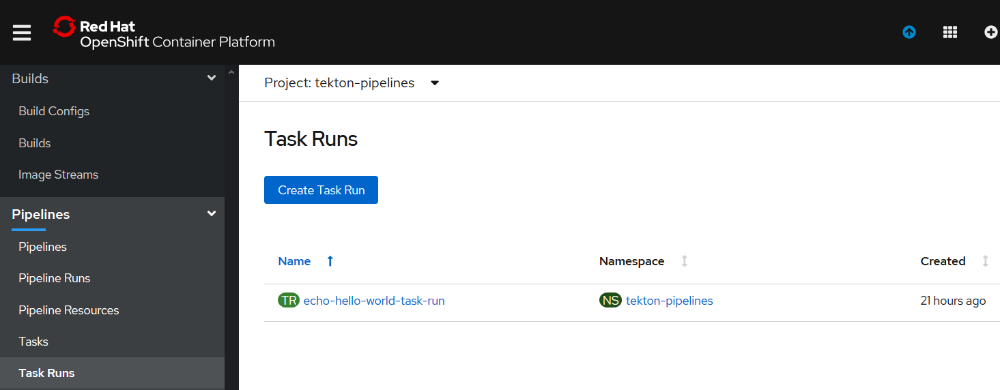 Red Hat
OpenShift Container Platform
Builds
Build Configs
Builds
Image Streams
Pipelines
Pipelines
Pipeline Runs
Pipeline Resources
Tasks
Task Runs
Project: tekton-pipelines
Task Runs
Create Task Run
Name Namespace Created
TR echo-hello-world-task-run NS tekton-pipelines 21 hours ago